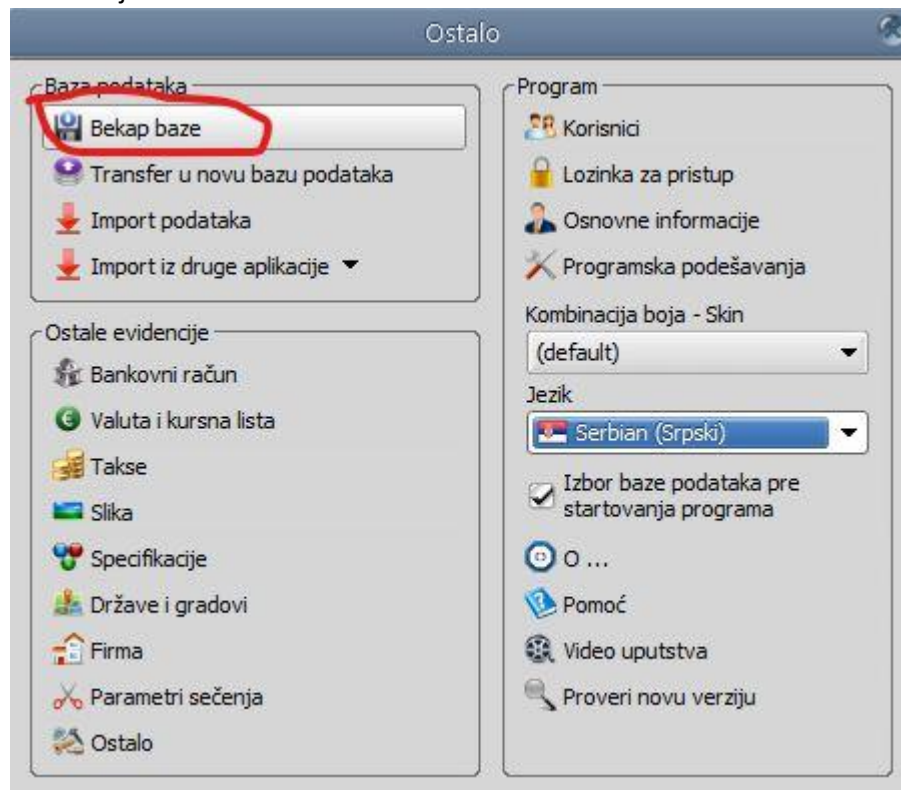 Ostalo
Baza podataka
Bekap baze
Transfer u novu bazu podataka
Import podataka
Import iz druge aplikacije
Ostale evidencije
Bankovni račun
Valuta i kursna lista
Takse
Slika
Specifikacije
Države i gradovi
Firma
Parametri sečenja
Ostalo
Program
Korisnici
Lozinka za pristup
Osnovne informacije
Programska podešavanja
Kombinacija boja - Skin
(default)
Jezik
Serbian (Srpski)
Izbor baze podataka pre
startovanja programa
O ...
Pomoć
Video uputstva
Proveri novu verziju